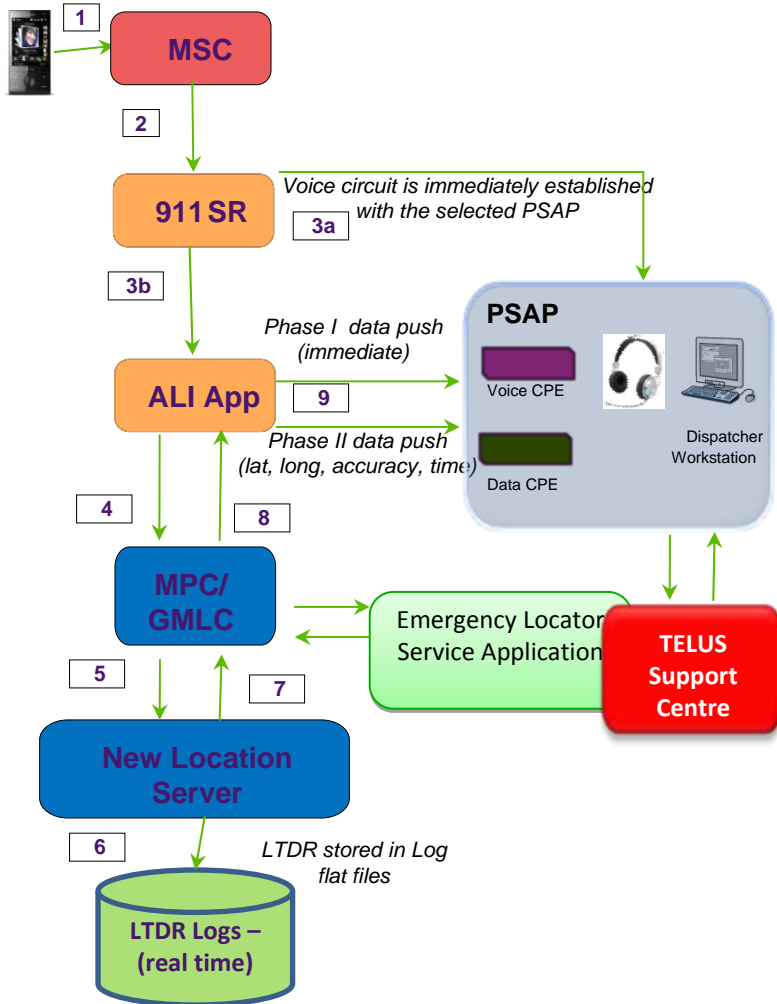 1
MSC
2
911 SR
Voice circuit is immediately established
with the selected PSAP
3a
3b
PSAP
Phase I data push
(immediate)
Voice CPE
ALI App
9
Phase II data push
(lat, long, accuracy, time)
Dispatcher
Workstation
Data CPE
4
8
MPC/
GMLC
Emergency Locator
Service Application
TELUS
Support
Centre
5
7
New Location
Server
6
LTDR stored in Log
flat files
LTDR Logs –
(real time)